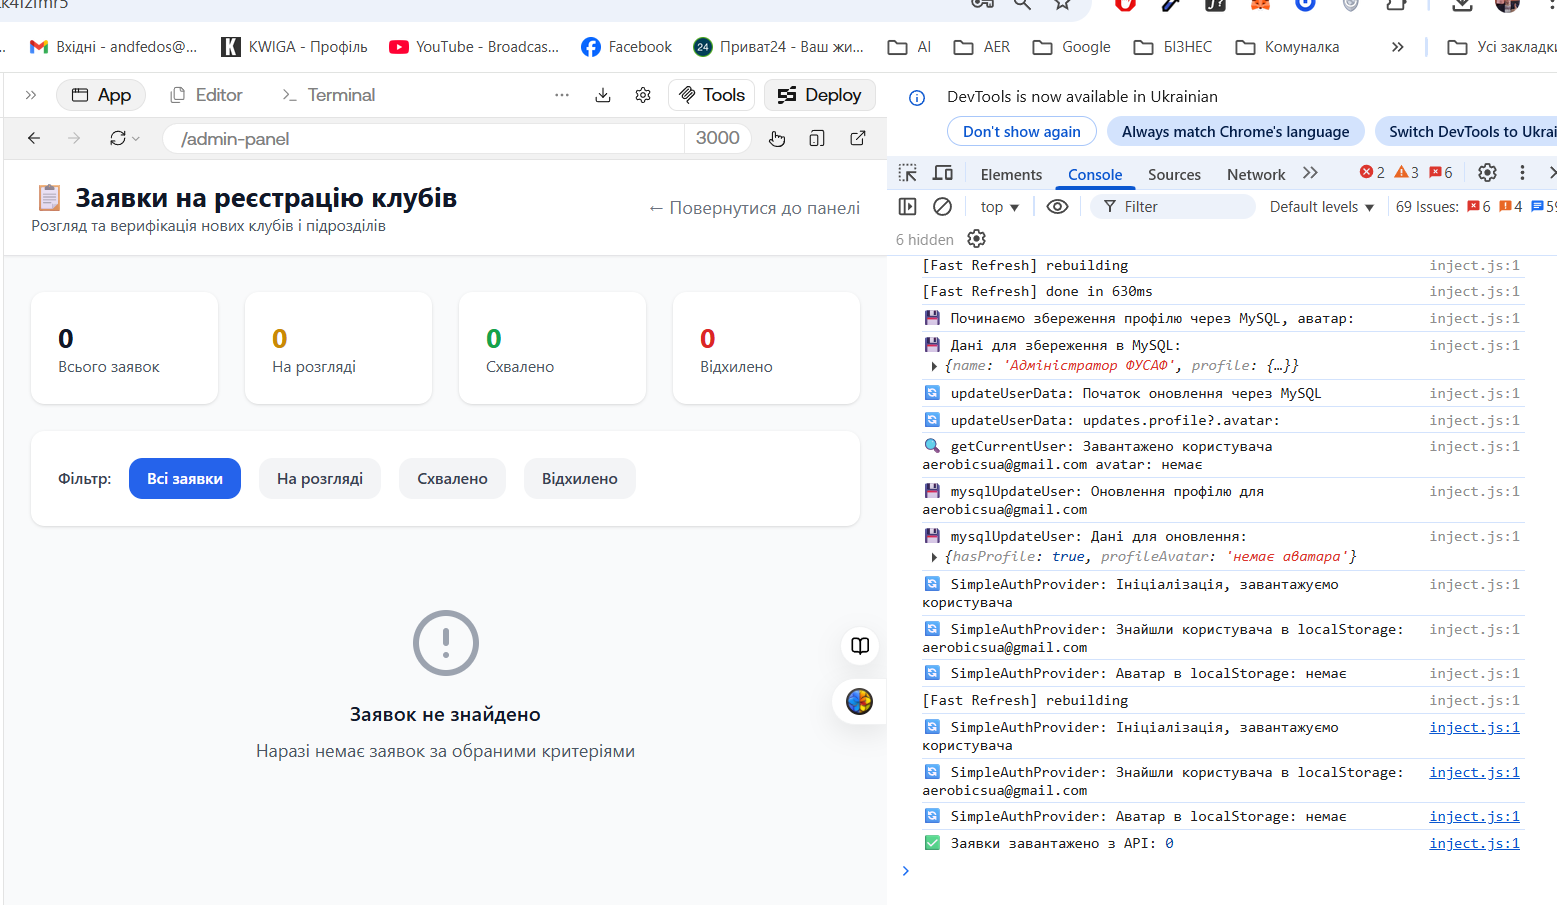 Вхідні - andfedos@...
KWIGA - Профіль
YouTube - Broadcas...
Facebook
24 Приват24 - Ваш жи...
AI
AER
Google
БІЗНЕС
Комуналка
Усі закладки
App
Editor
Terminal
Tools
Deploy
/admin-panel
3000
📋 Заявки на реєстрацію клубів
Розгляд та верифікація нових клубів і підрозділів
← Повернутися до панелі
0
Всього заявок
0
На розгляді
0
Схвалено
0
Відхилено
Фільтр:
Всі заявки
На розгляді
Схвалено
Відхилено
Заявок не знайдено
Наразі немає заявок за обраними критеріями
DevTools is now available in Ukrainian
Don't show again
Always match Chrome's language
Switch DevTools to Ukrai
Elements
Console
Sources
Network
2
3
6
top
Filter
Default levels
69 Issues:
6
4
59
6 hidden
[Fast Refresh] rebuilding inject.js:1
[Fast Refresh] done in 630ms inject.js:1
💾 Починаємо збереження профілю через MySQL, аватар: inject.js:1
💾 Дані для збереження в MySQL: inject.js:1
{name: 'Адміністратор ФУСАФ', profile: {…}}
🔄 updateUserData: Початок оновлення через MySQL inject.js:1
🔄 updateUserData: updates.profile?.avatar: inject.js:1
🔍 getCurrentUser: Завантажено користувача inject.js:1
aerobicsua@gmail.com avatar: немає
💾 mysqlUpdateUser: Оновлення профілю для inject.js:1
aerobicsua@gmail.com
💾 mysqlUpdateUser: Дані для оновлення: inject.js:1
{hasProfile: true, profileAvatar: 'немає аватара'}
🔄 SimpleAuthProvider: Ініціалізація, завантажуємо inject.js:1
користувача
🔄 SimpleAuthProvider: Знайшли користувача в localStorage: inject.js:1
aerobicsua@gmail.com
🔄 SimpleAuthProvider: Аватар в localStorage: немає inject.js:1
[Fast Refresh] rebuilding inject.js:1
🔄 SimpleAuthProvider: Ініціалізація, завантажуємо inject.js:1
користувача
🔄 SimpleAuthProvider: Знайшли користувача в localStorage: inject.js:1
aerobicsua@gmail.com
🔄 SimpleAuthProvider: Аватар в localStorage: немає inject.js:1
✅ Заявки завантажено з API: 0 inject.js:1